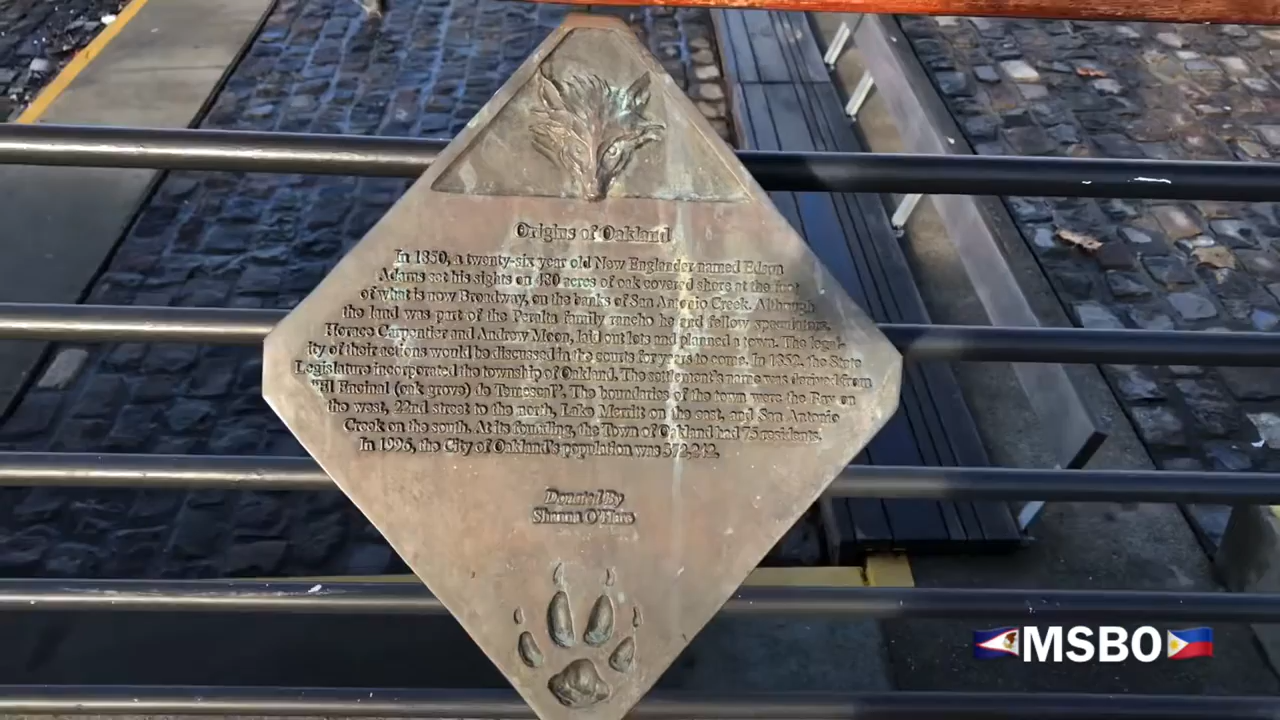 Origins of Oakland
In 1850, a twenty-six year old New Englander named Edson
Adams set his sights on 480 acres of oak covered shore at the foot
of what is now Broadway, on the banks of San Antonio Creek. Although
the land was part of the Peralta family rancho he and fellow speculators,
Horace Carpentier and Andrew Moon, laid out lots and planned a town. The legal-
ity of their actions would be discussed in the courts for years to come. In 1852, the State
Legislature incorporated the township of Oakland. The settlement's name was derived from
"El Encinal (oak grove) de Temescal". The boundaries of the town were the Bay on
the west, 22nd street to the north, Lake Merritt on the east, and San Antonio
Creek on the south. At its founding, the Town of Oakland had 75 residents.
In 1996, the City of Oakland's population was 372,242.
Donated By
Shanna O'Hare
MSBO